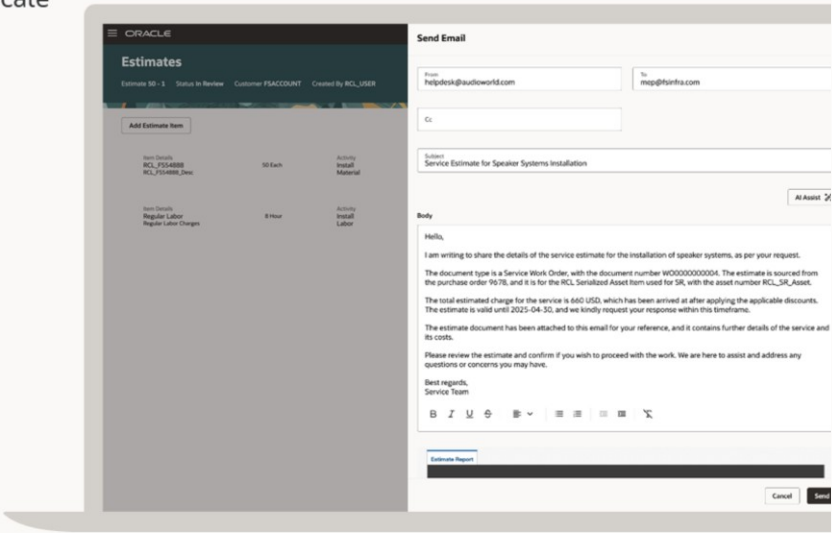 cate
ORACLE
Estimates
Estimate 50 - 1 Status In Review Customer FSACCOUNT Created By RCL_USER
Add Estimate Item
Item Details
RCL_FS54888
RCL_FS54888_Desc
50 Each
Activity
Install
Material
Item Details
Regular Labor
Regular Labor Charges
8 Hour
Activity
Install
Labor
Send Email
From
helpdesk@audioworld.com
To
mep@fsinfra.com
Cc
Subject
Service Estimate for Speaker Systems Installation
AI Assist
Body
Hello,
I am writing to share the details of the service estimate for the installation of speaker systems, as per your request.
The document type is a Service Work Order, with the document number WO0000000004. The estimate is sourced from
the purchase order 9678, and it is for the RCL Serialized Asset Item used for SR, with the asset number RCL_SR_Asset.
The total estimated charge for the service is 660 USD, which has been arrived at after applying the applicable discounts.
The estimate is valid until 2025-04-30, and we kindly request your response within this timeframe.
The estimate document has been attached to this email for your reference, and it contains further details of the service and
its costs.
Please review the estimate and confirm if you wish to proceed with the work. We are here to assist and address any
questions or concerns you may have.
Best regards,
Service Team
B I U S
Estimate Report
Cancel
Send